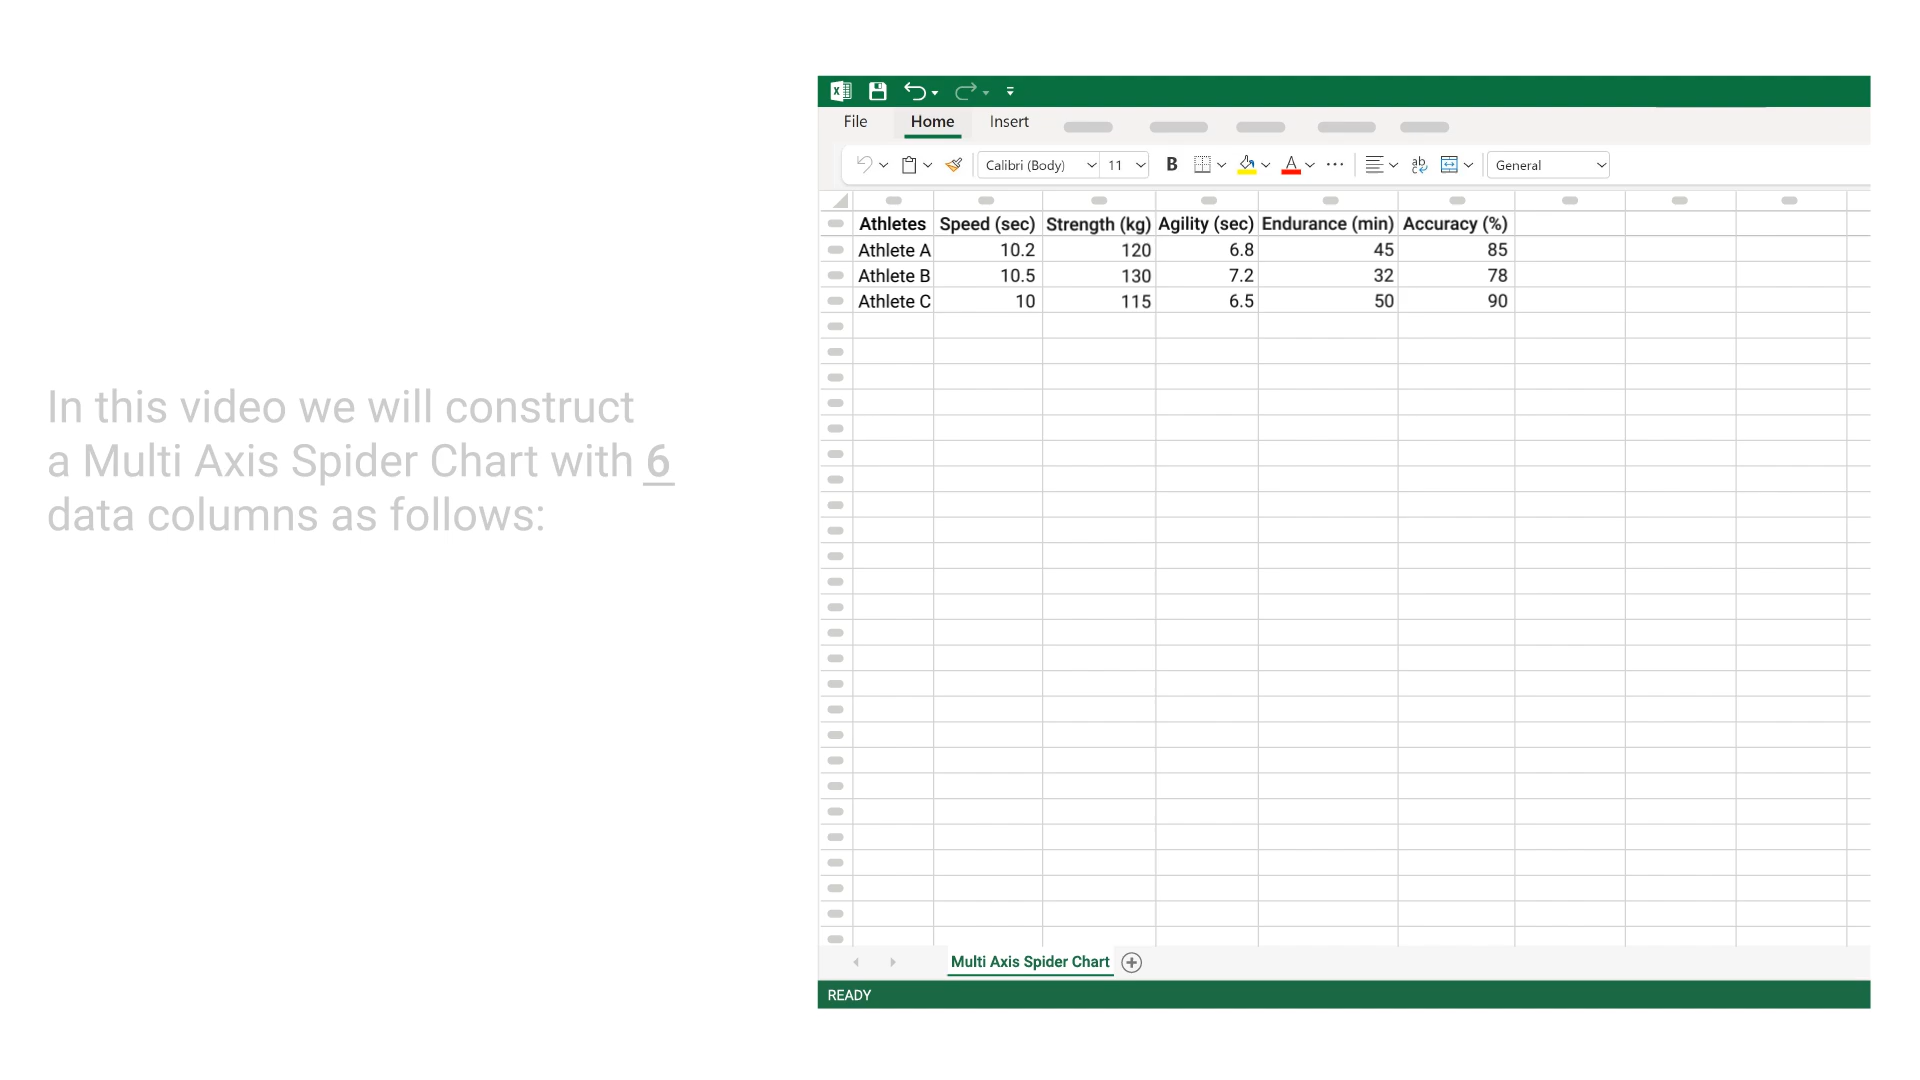 In this video we will construct
a Multi Axis Spider Chart with 6
data columns as follows:
File Home Insert
Calibri (Body) 11 B A ab c General
Athletes Speed (sec) Strength (kg) Agility (sec) Endurance (min) Accuracy (%)
Athlete A 10.2 120 6.8 45 85
Athlete B 10.5 130 7.2 32 78
Athlete C 10 115 6.5 50 90
Multi Axis Spider Chart
READY